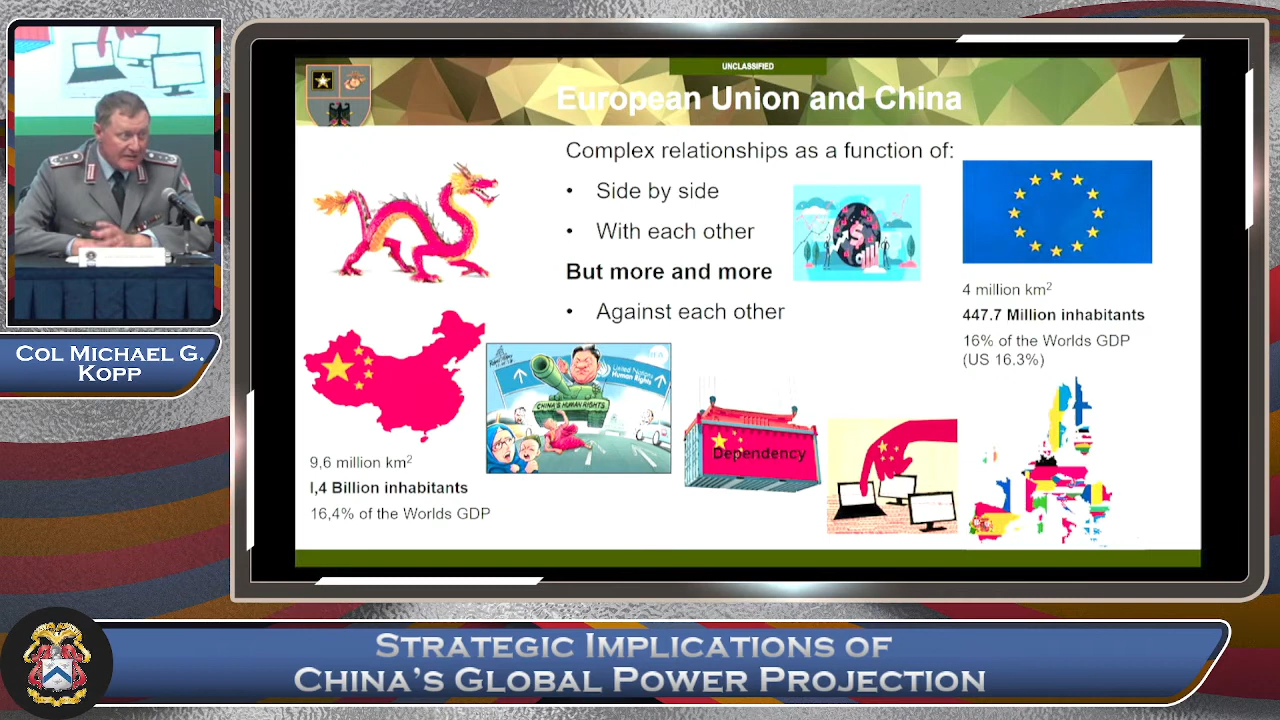 UNCLASSIFIED
European Union and China
Complex relationships as a function of:
• Side by side
• With each other
But more and more
• Against each other
$
4 million km²
447.7 Million inhabitants
16% of the Worlds GDP
(US 16.3%)
United Nations
Human Rights
CHINA'S HUMAN RIGHTS
Dependency
9,6 million km²
I,4 Billion inhabitants
16,4% of the Worlds GDP
COL MICHAEL G.
KOPP
STRATEGIC IMPLICATIONS OF
CHINA'S GLOBAL POWER PROJECTION